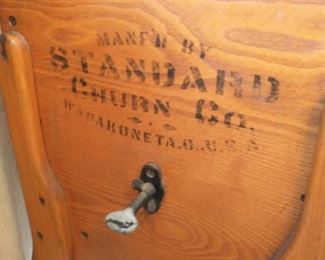 MANF'D BY
STANDARD
CHURN CO.
WAPAKONETA.O.U.S.A